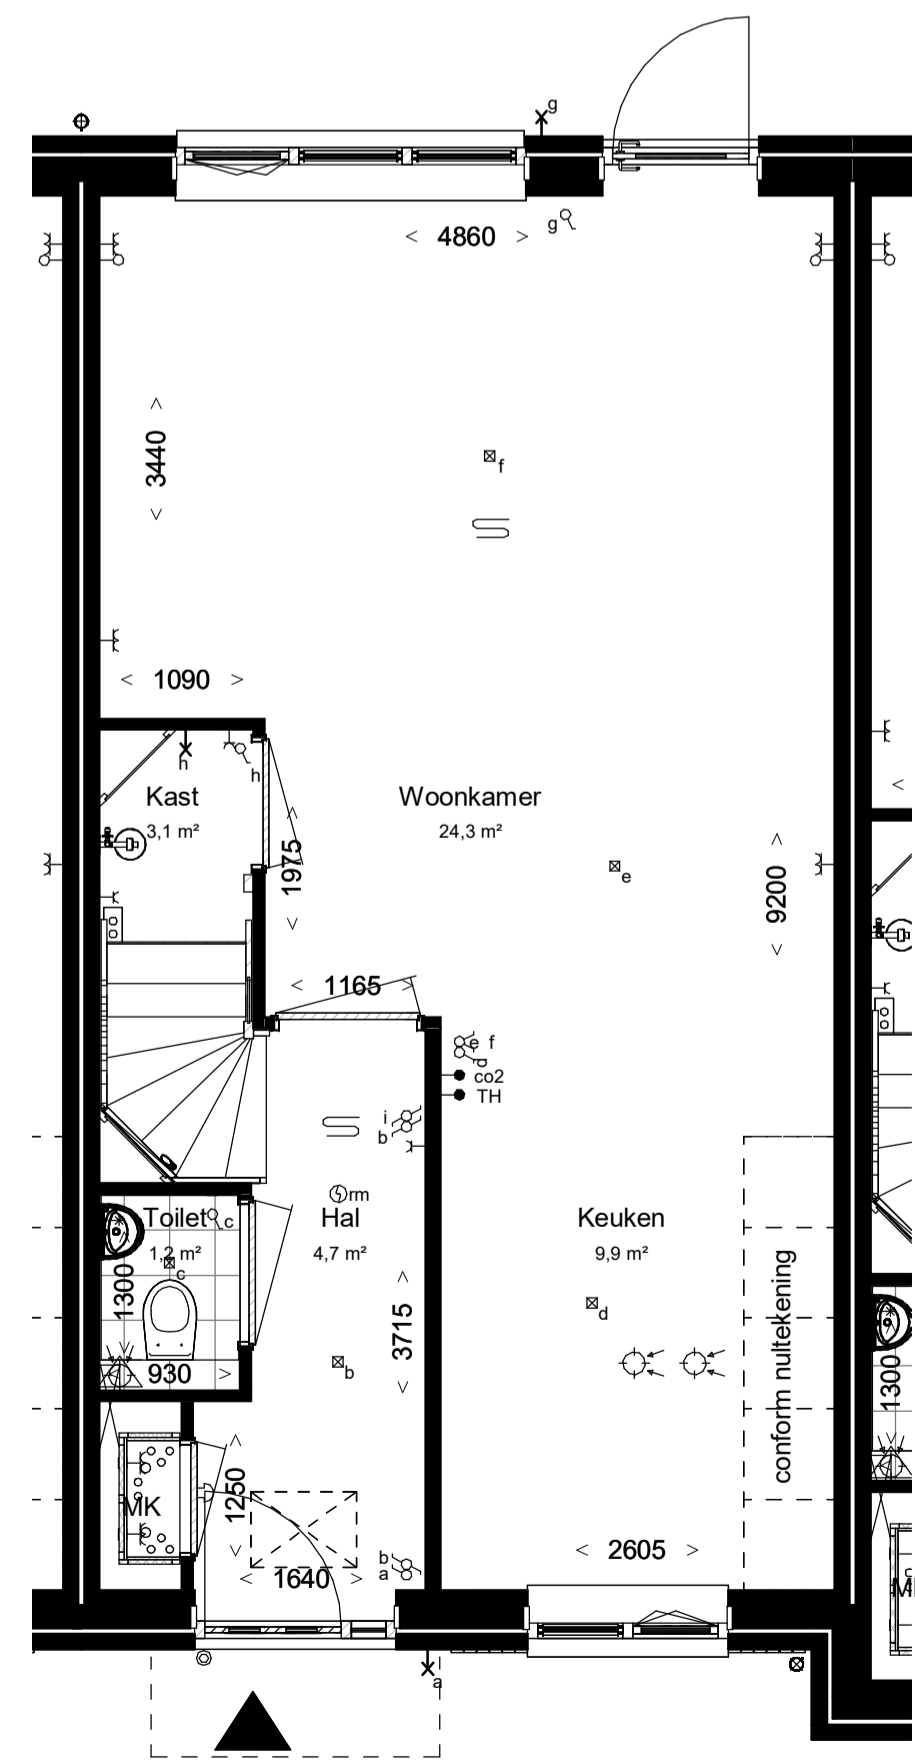 g
< 4860 >
g
< 3440 >
f
< 1090 >
h
h
Kast
3,1 m²
Woonkamer
24,3 m²
< 1975 >
e
< 9200 >
<
< 1165 >
e f
d
co2
TH
i
b
rm
Toilet
c
1,2 m²
c
Hal
4,7 m²
Keuken
9,9 m²
d
1300
930 >
< 3715 >
b
conform nultekening
1300
MK
< 1250 >
< 1640 >
b
a
< 2605 >
a